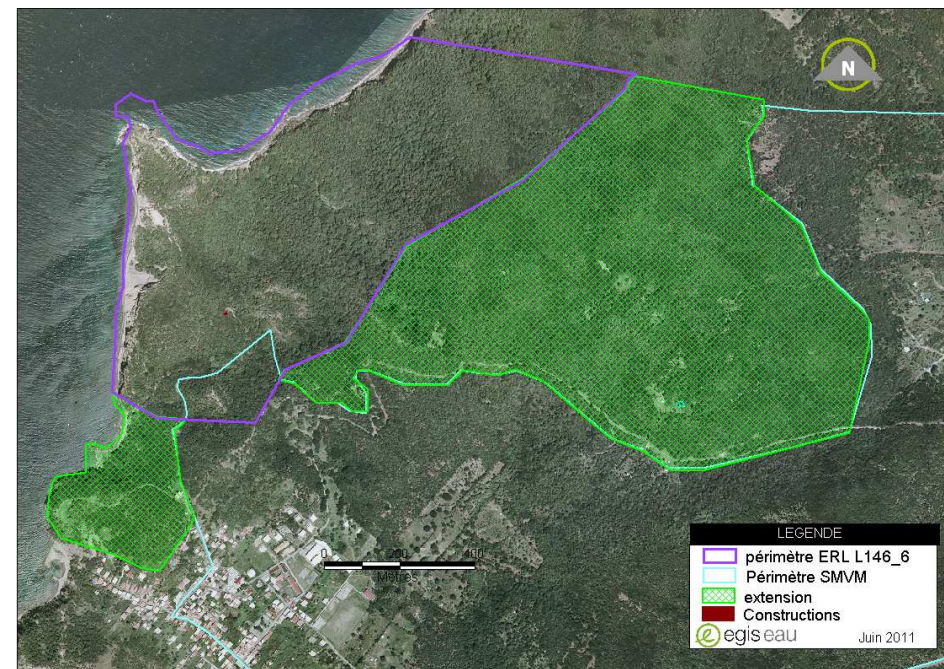 N
0 200 400
Mètres
LEGENDE
périmètre ERL L146_6
Périmètre SMVM
extension
Constructions
egis eau Juin 2011